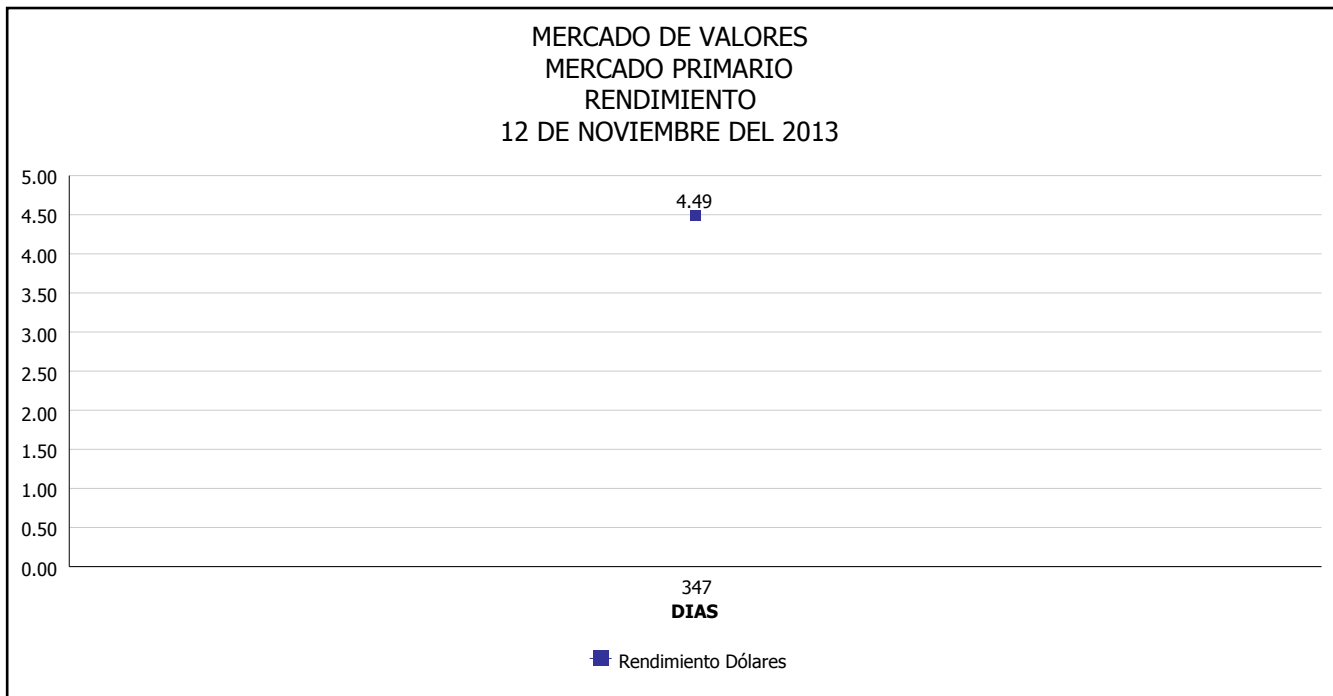 MERCADO DE VALORES
MERCADO PRIMARIO
RENDIMIENTO
12 DE NOVIEMBRE DEL 2013
5.00
4.50
4.00
3.50
3.00
2.50
2.00
1.50
1.00
0.50
0.00
4.49
347
DIAS
Rendimiento Dólares